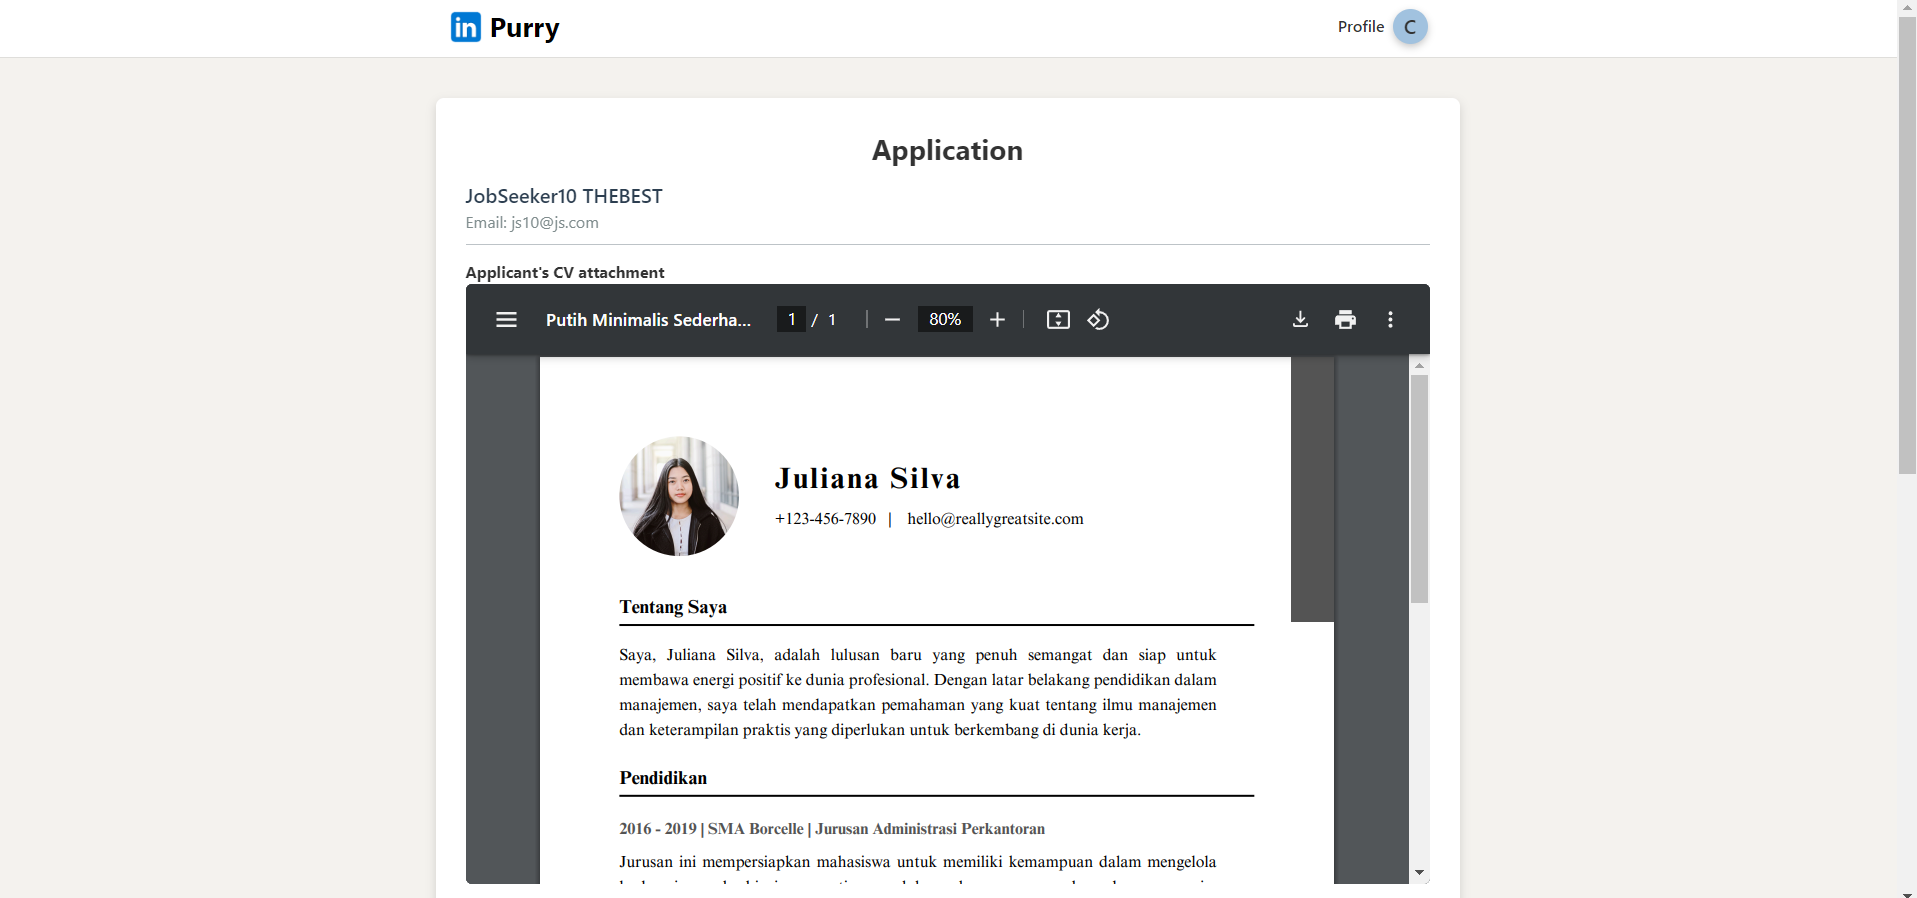 in Purry
Profile C
Application
JobSeeker10 THEBEST
Email: js10@js.com
Applicant's CV attachment
Putih Minimalis Sederha... 1 / 1 80%
Juliana Silva
+123-456-7890 | hello@reallygreatsite.com
Tentang Saya
Saya, Juliana Silva, adalah lulusan baru yang penuh semangat dan siap untuk
membawa energi positif ke dunia profesional. Dengan latar belakang pendidikan dalam
manajemen, saya telah mendapatkan pemahaman yang kuat tentang ilmu manajemen
dan keterampilan praktis yang diperlukan untuk berkembang di dunia kerja.
Pendidikan
2016 - 2019 | SMA Borcelle | Jurusan Administrasi Perkantoran
Jurusan ini mempersiapkan mahasiswa untuk memiliki kemampuan dalam mengelola